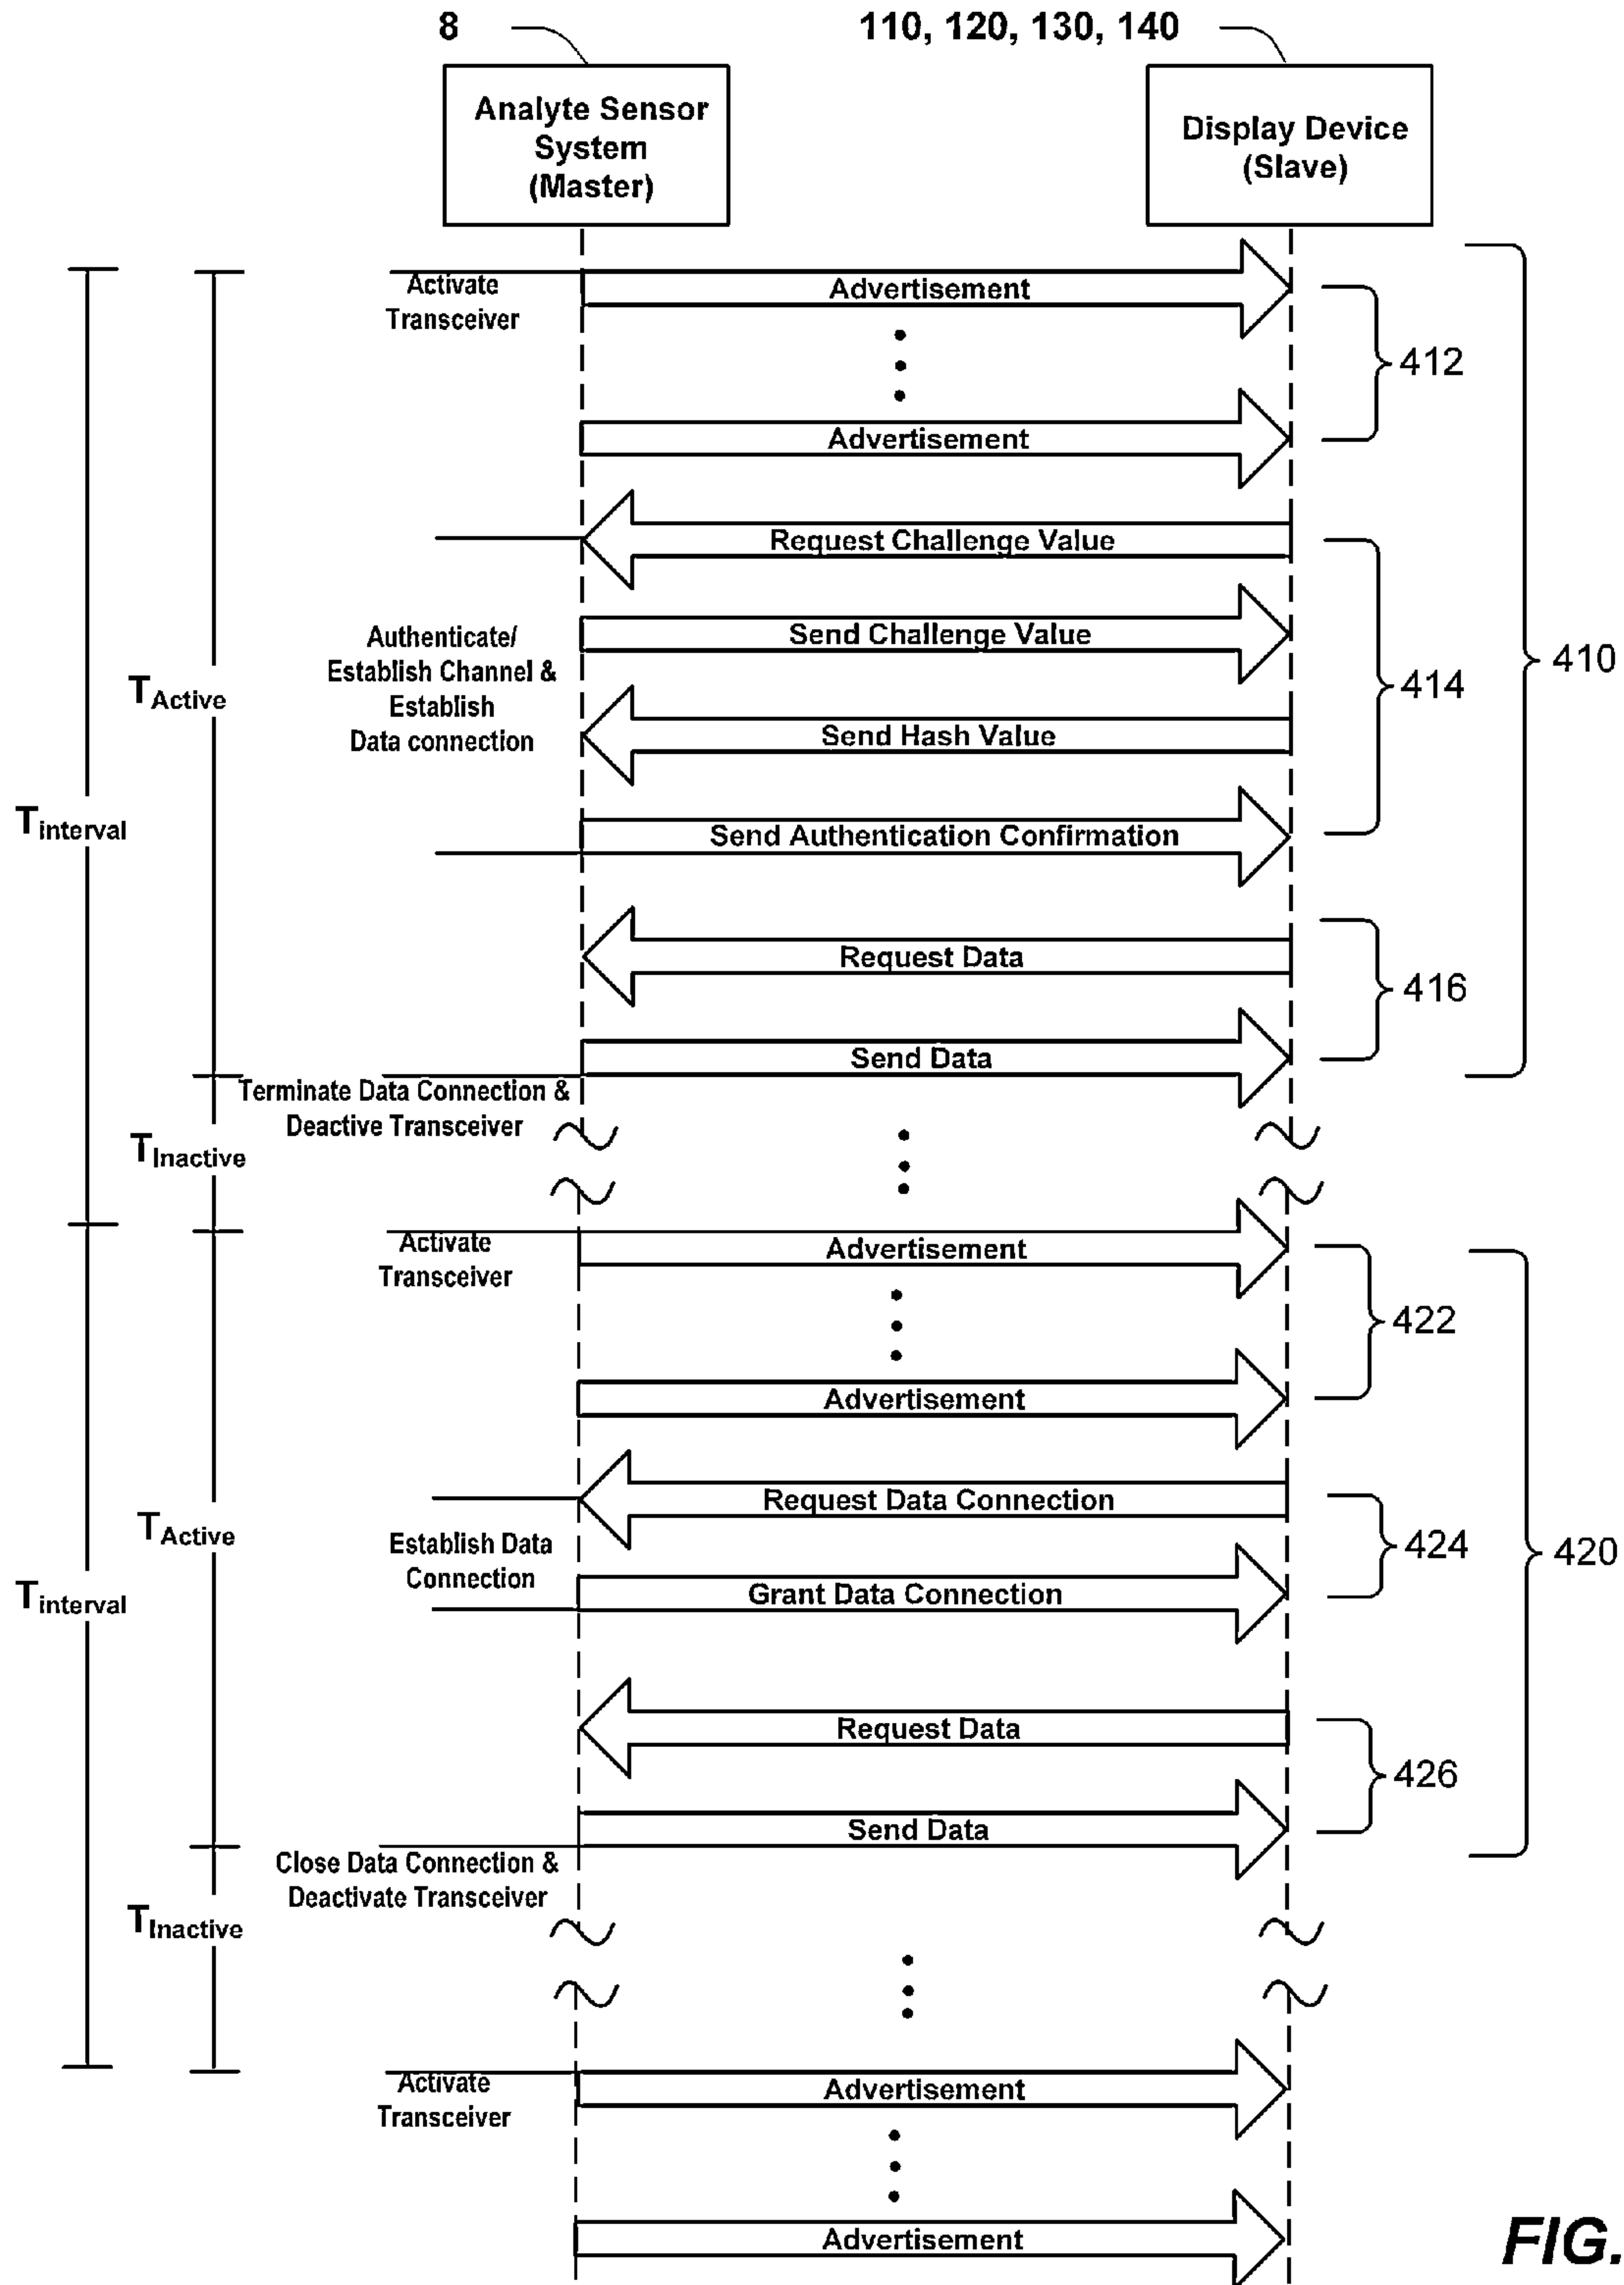 8
110, 120, 130, 140
Analyte Sensor
System
(Master)
Display Device
(Slave)
Activate
Transceiver
Advertisement
412
Advertisement
Request Challenge Value
Authenticate/
Establish Channel &
Establish
Data connection
Send Challenge Value
410
TActive
414
Send Hash Value
Tinterval
Send Authentication Confirmation
Request Data
416
Send Data
Terminate Data Connection &
Deactive Transceiver
TInactive
Activate
Transceiver
Advertisement
422
Advertisement
Request Data Connection
TActive
Establish Data
Connection
424
420
Tinterval
Grant Data Connection
Request Data
426
Send Data
Close Data Connection &
Deactivate Transceiver
TInactive
Activate
Transceiver
Advertisement
Advertisement
FIG.